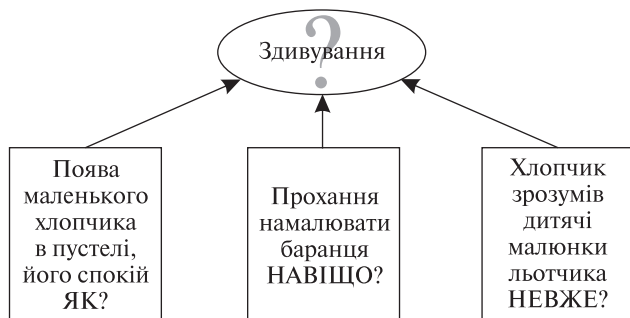 ?
Здивування
Поява
маленького
хлопчика
в пустелі,
його спокій
ЯК?
Прохання
намалювати
баранця
НАВІЩО?
Хлопчик
зрозумів
дитячі
малюнки
льотчика
НЕВЖЕ?